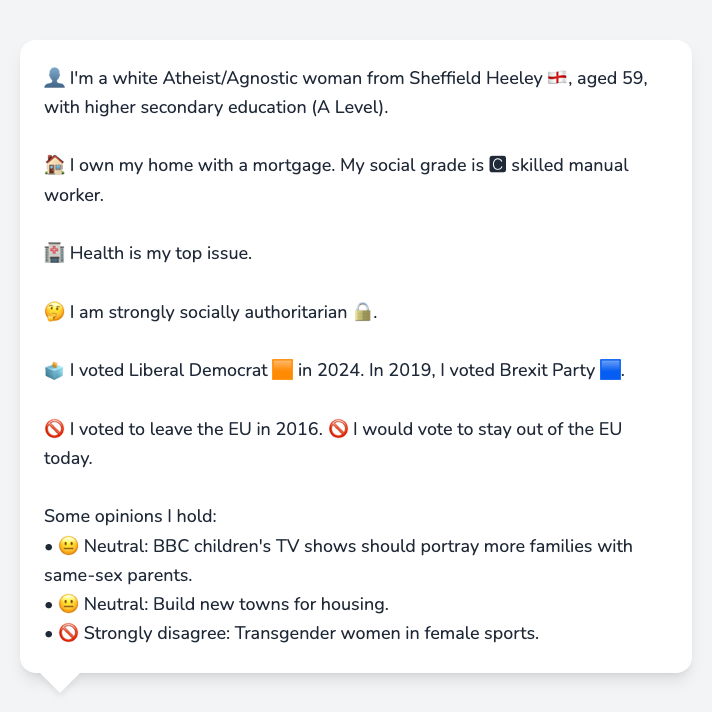 👤 I'm a white Atheist/Agnostic woman from Sheffield Heeley 🏴󠁧󠁢󠁥󠁮󠁧󠁿, aged 59,
with higher secondary education (A Level).
🏠 I own my home with a mortgage. My social grade is 🅲 skilled manual
worker.
🏥 Health is my top issue.
🤔 I am strongly socially authoritarian 🔒.
🗳️ I voted Liberal Democrat 🟧 in 2024. In 2019, I voted Brexit Party 🟦.
🚫 I voted to leave the EU in 2016. 🚫 I would vote to stay out of the EU
today.
Some opinions I hold:
• 😐 Neutral: BBC children's TV shows should portray more families with
same-sex parents.
• 😐 Neutral: Build new towns for housing.
• 🚫 Strongly disagree: Transgender women in female sports.